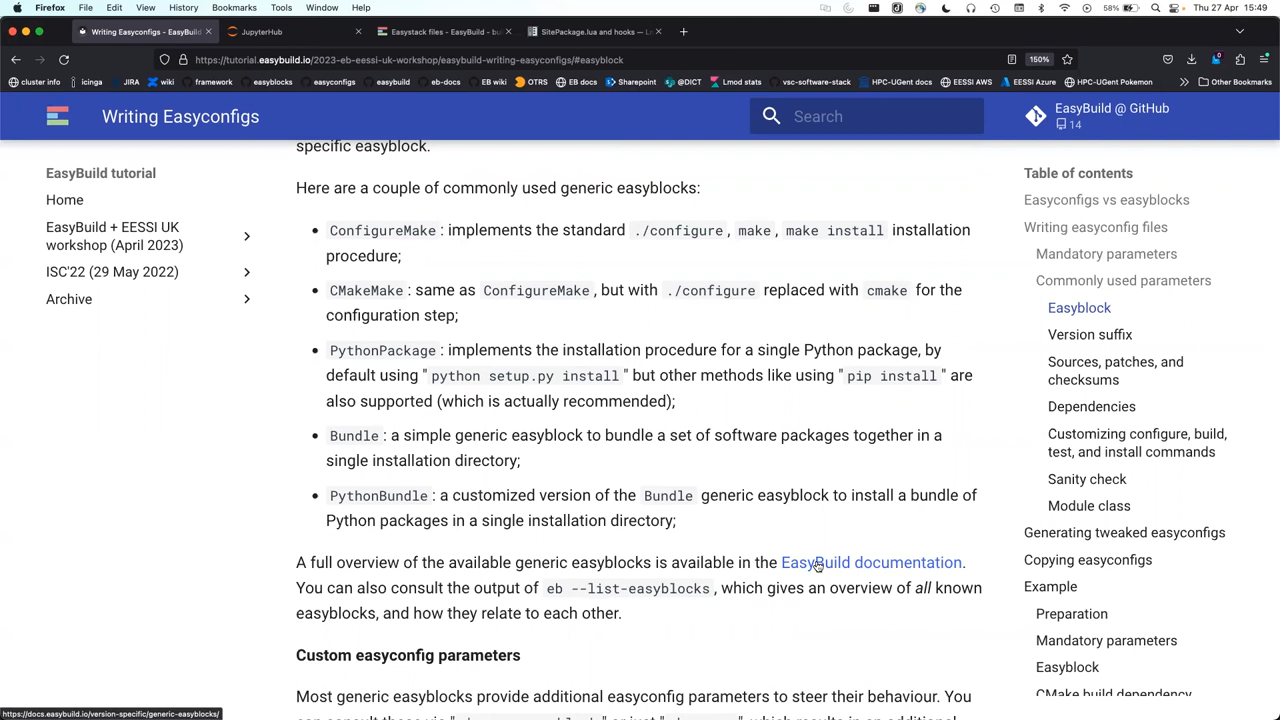 Firefox File Edit View History Bookmarks Tools Window Help 58% Thu 27 Apr 15:49
Writing Easyconfigs - EasyBuild JupyterHub Easystack files - EasyBuild - bu SitePackage.lua and hooks — L
https://tutorial.easybuild.io/2023-eb-eessi-uk-workshop/easybuild-writing-easyconfigs/#easyblock 150%
cluster info icinga JIRA wiki framework easyblocks easyconfigs easybuild eb-docs EB wiki OTRS EB docs Sharepoint @DICT Lmod stats vsc-software-stack HPC-UGent docs EESSI AWS EESSI Azure HPC-UGent Pokemon Other Bookmarks
Writing Easyconfigs
Search
EasyBuild @ GitHub
14
EasyBuild tutorial
Home
EasyBuild + EESSI UK
workshop (April 2023)
ISC'22 (29 May 2022)
Archive
specific easyblock.
Here are a couple of commonly used generic easyblocks:
• ConfigureMake : implements the standard ./configure , make , make install installation
procedure;
• CMakeMake : same as ConfigureMake , but with ./configure replaced with cmake for the
configuration step;
• PythonPackage : implements the installation procedure for a single Python package, by
default using " python setup.py install " but other methods like using " pip install " are
also supported (which is actually recommended);
• Bundle : a simple generic easyblock to bundle a set of software packages together in a
single installation directory;
• PythonBundle : a customized version of the Bundle generic easyblock to install a bundle of
Python packages in a single installation directory;
A full overview of the available generic easyblocks is available in the EasyBuild documentation.
You can also consult the output of eb --list-easyblocks , which gives an overview of all known
easyblocks, and how they relate to each other.
Custom easyconfig parameters
Most generic easyblocks provide additional easyconfig parameters to steer their behaviour. You
Table of contents
Easyconfigs vs easyblocks
Writing easyconfig files
Mandatory parameters
Commonly used parameters
Easyblock
Version suffix
Sources, patches, and
checksums
Dependencies
Customizing configure, build,
test, and install commands
Sanity check
Module class
Generating tweaked easyconfigs
Copying easyconfigs
Example
Preparation
Mandatory parameters
Easyblock
CMake build dependency
https://docs.easybuild.io/version-specific/generic-easyblocks/